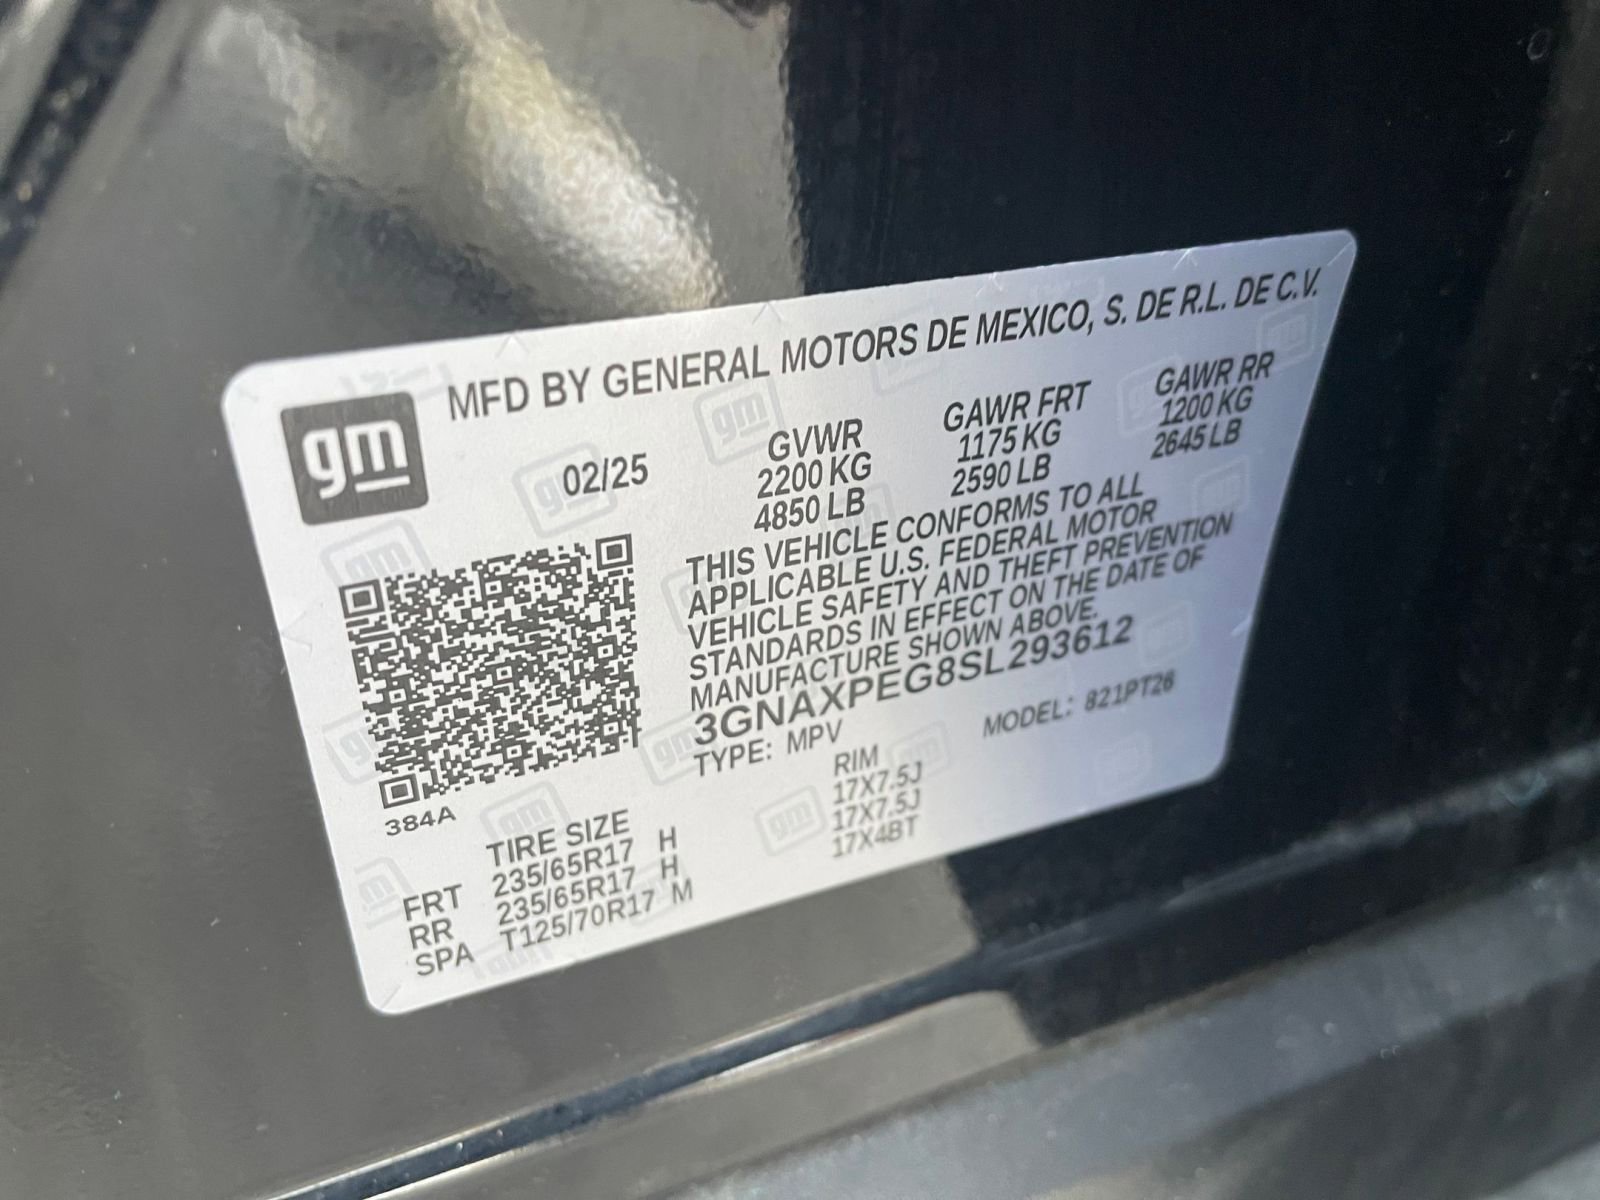 MFD BY GENERAL MOTORS DE MEXICO, S. DE R.L. DE C.V.
gm
02/25
GVWR GAWR FRT GAWR RR
2200 KG 1175 KG 1200 KG
4850 LB 2590 LB 2645 LB
THIS VEHICLE CONFORMS TO ALL
APPLICABLE U.S. FEDERAL MOTOR
VEHICLE SAFETY AND THEFT PREVENTION
STANDARDS IN EFFECT ON THE DATE OF
MANUFACTURE SHOWN ABOVE.
3GNAXPEG8SL293612
TYPE: MPV MODEL: 821PT26
384A
TIRE SIZE RIM
FRT 235/65R17 H 17X7.5J
RR 235/65R17 H 17X7.5J
SPA T125/70R17 M 17X4BT